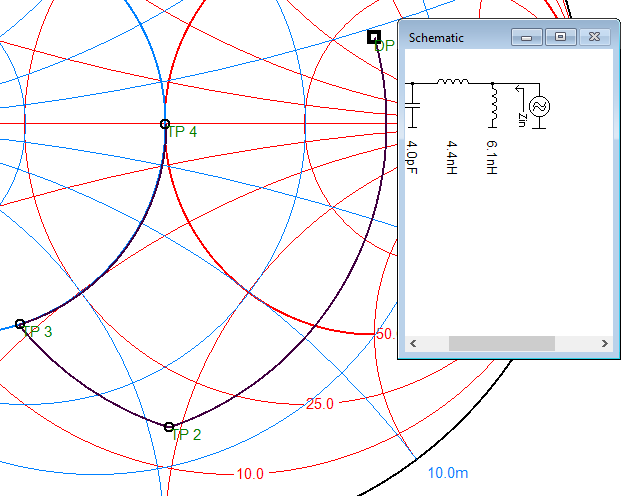 Schematic
DP
Zin
4.0pF
4.4nH
6.1nH
TP 4
TP 3
50.
25.0
TP 2
10.0
10.0m